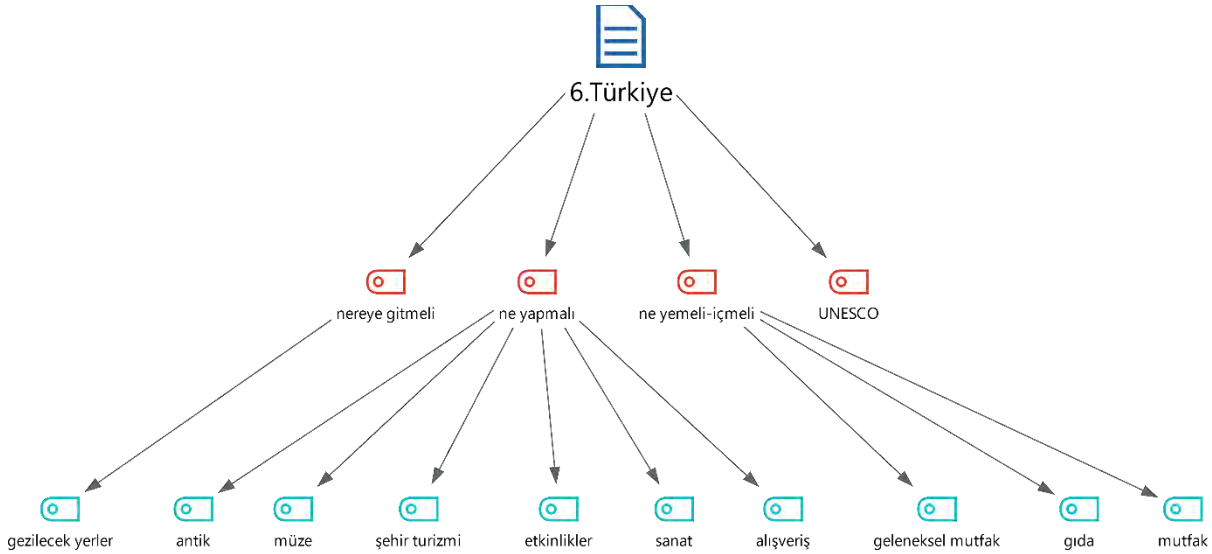 6.Türkiye
nereye gitmeli
ne yapmalı
ne yemeli-içmeli
UNESCO
gezilecek yerler
antik
müze
şehir turizmi
etkinlikler
sanat
alışveriş
geleneksel mutfak
gıda
mutfak